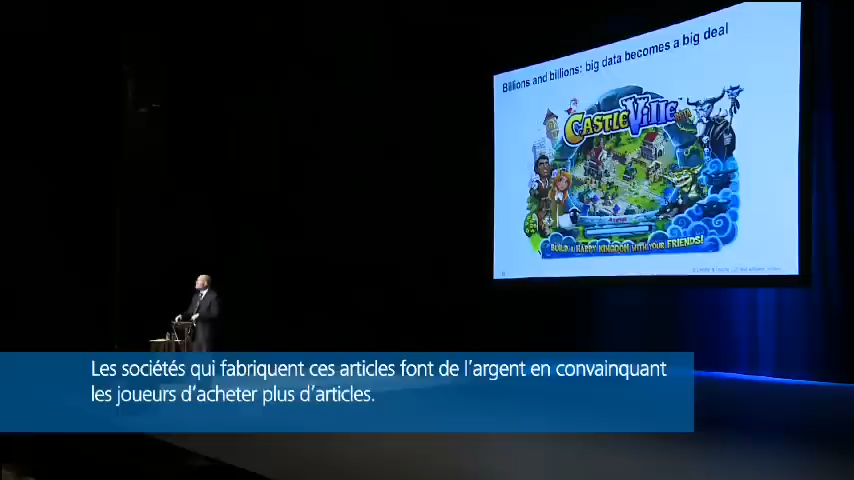 Billions and billions: big data becomes a big deal
CASTLEVILLE
BUILD A HAPPY KINGDOM WITH YOUR FRIENDS!
Les sociétés qui fabriquent ces articles font de l'argent en convainquant
les joueurs d'acheter plus d'articles.